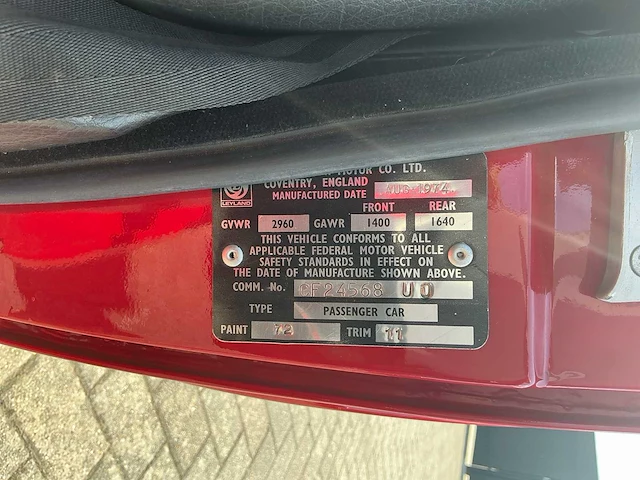 MOTOR CO. LTD.
COVENTRY, ENGLAND
MANUFACTURED DATE AUG-1974
LEYLAND
FRONT REAR
GVWR 2960 GAWR 1400 1640
THIS VEHICLE CONFORMS TO ALL
APPLICABLE FEDERAL MOTOR VEHICLE
SAFETY STANDARDS IN EFFECT ON
THE DATE OF MANUFACTURE SHOWN ABOVE.
COMM. No. CF24568 UO
TYPE PASSENGER CAR
PAINT 72 TRIM 11